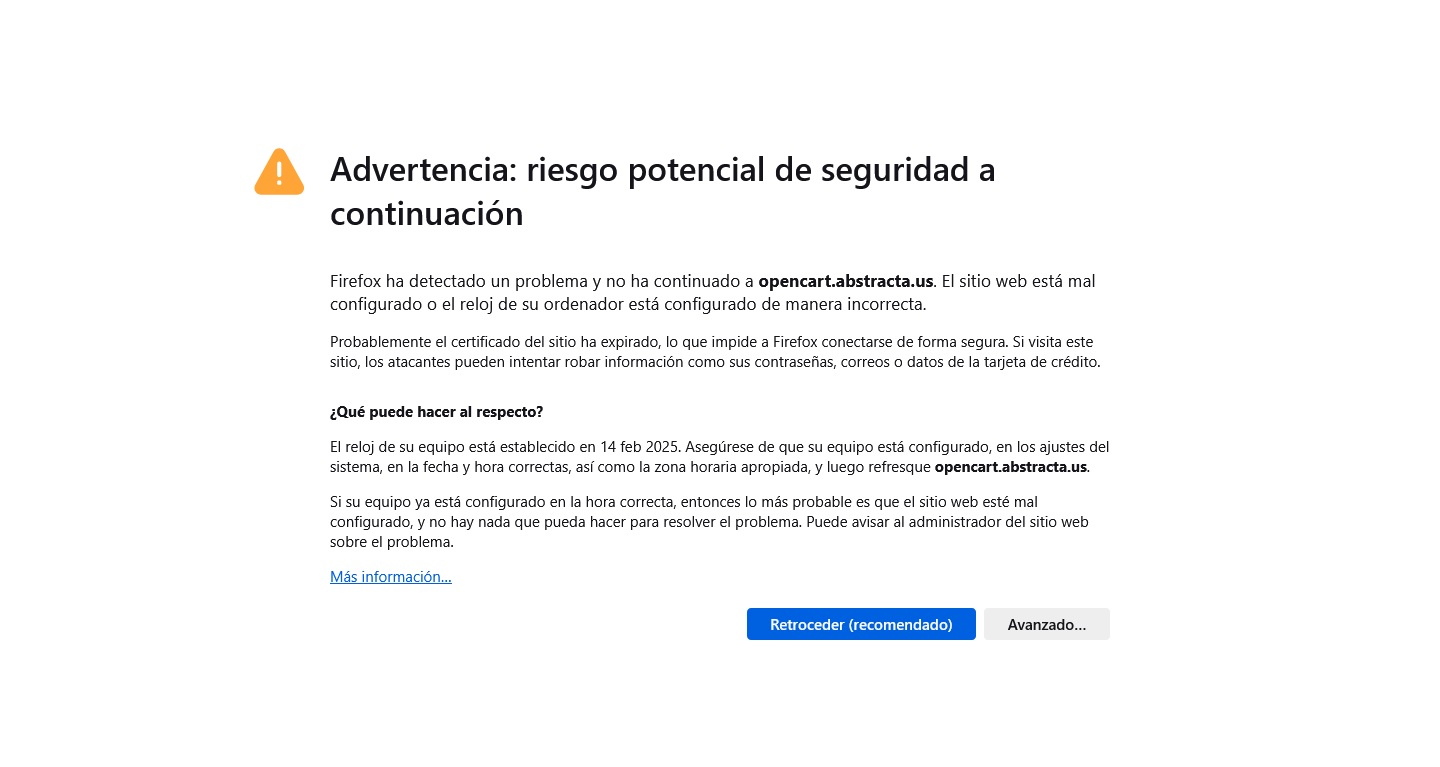 Advertencia: riesgo potencial de seguridad a
continuación
Firefox ha detectado un problema y no ha continuado a opencart.abstracta.us. El sitio web está mal
configurado o el reloj de su ordenador está configurado de manera incorrecta.
Probablemente el certificado del sitio ha expirado, lo que impide a Firefox conectarse de forma segura. Si visita este
sitio, los atacantes pueden intentar robar información como sus contraseñas, correos o datos de la tarjeta de crédito.
¿Qué puede hacer al respecto?
El reloj de su equipo está establecido en 14 feb 2025. Asegúrese de que su equipo está configurado, en los ajustes del
sistema, en la fecha y hora correctas, así como la zona horaria apropiada, y luego refresque opencart.abstracta.us.
Si su equipo ya está configurado en la hora correcta, entonces lo más probable es que el sitio web esté mal
configurado, y no hay nada que pueda hacer para resolver el problema. Puede avisar al administrador del sitio web
sobre el problema.
Más información...
Retroceder (recomendado)
Avanzado...